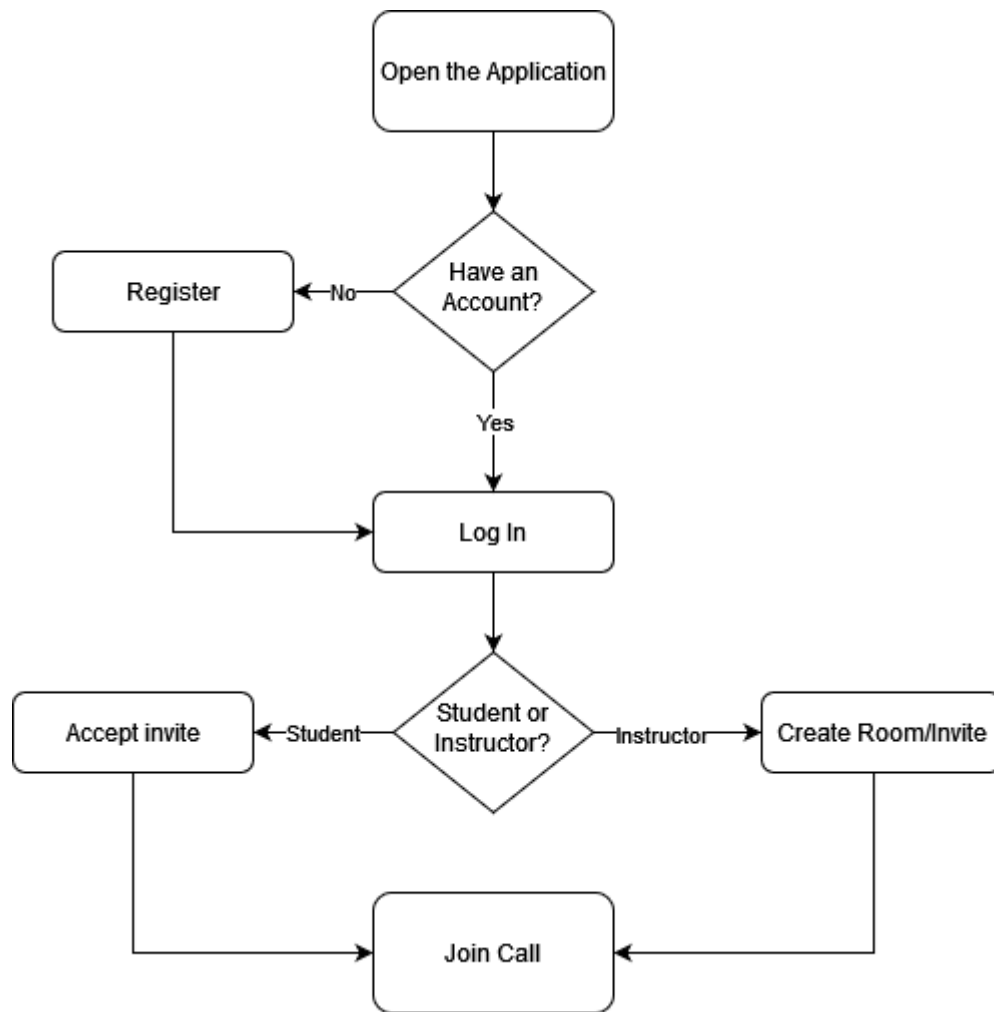 Open the Application
Have an
Account?
No
Register
Yes
Log In
Student or
Instructor?
Student
Instructor
Accept invite
Create Room/Invite
Join Call